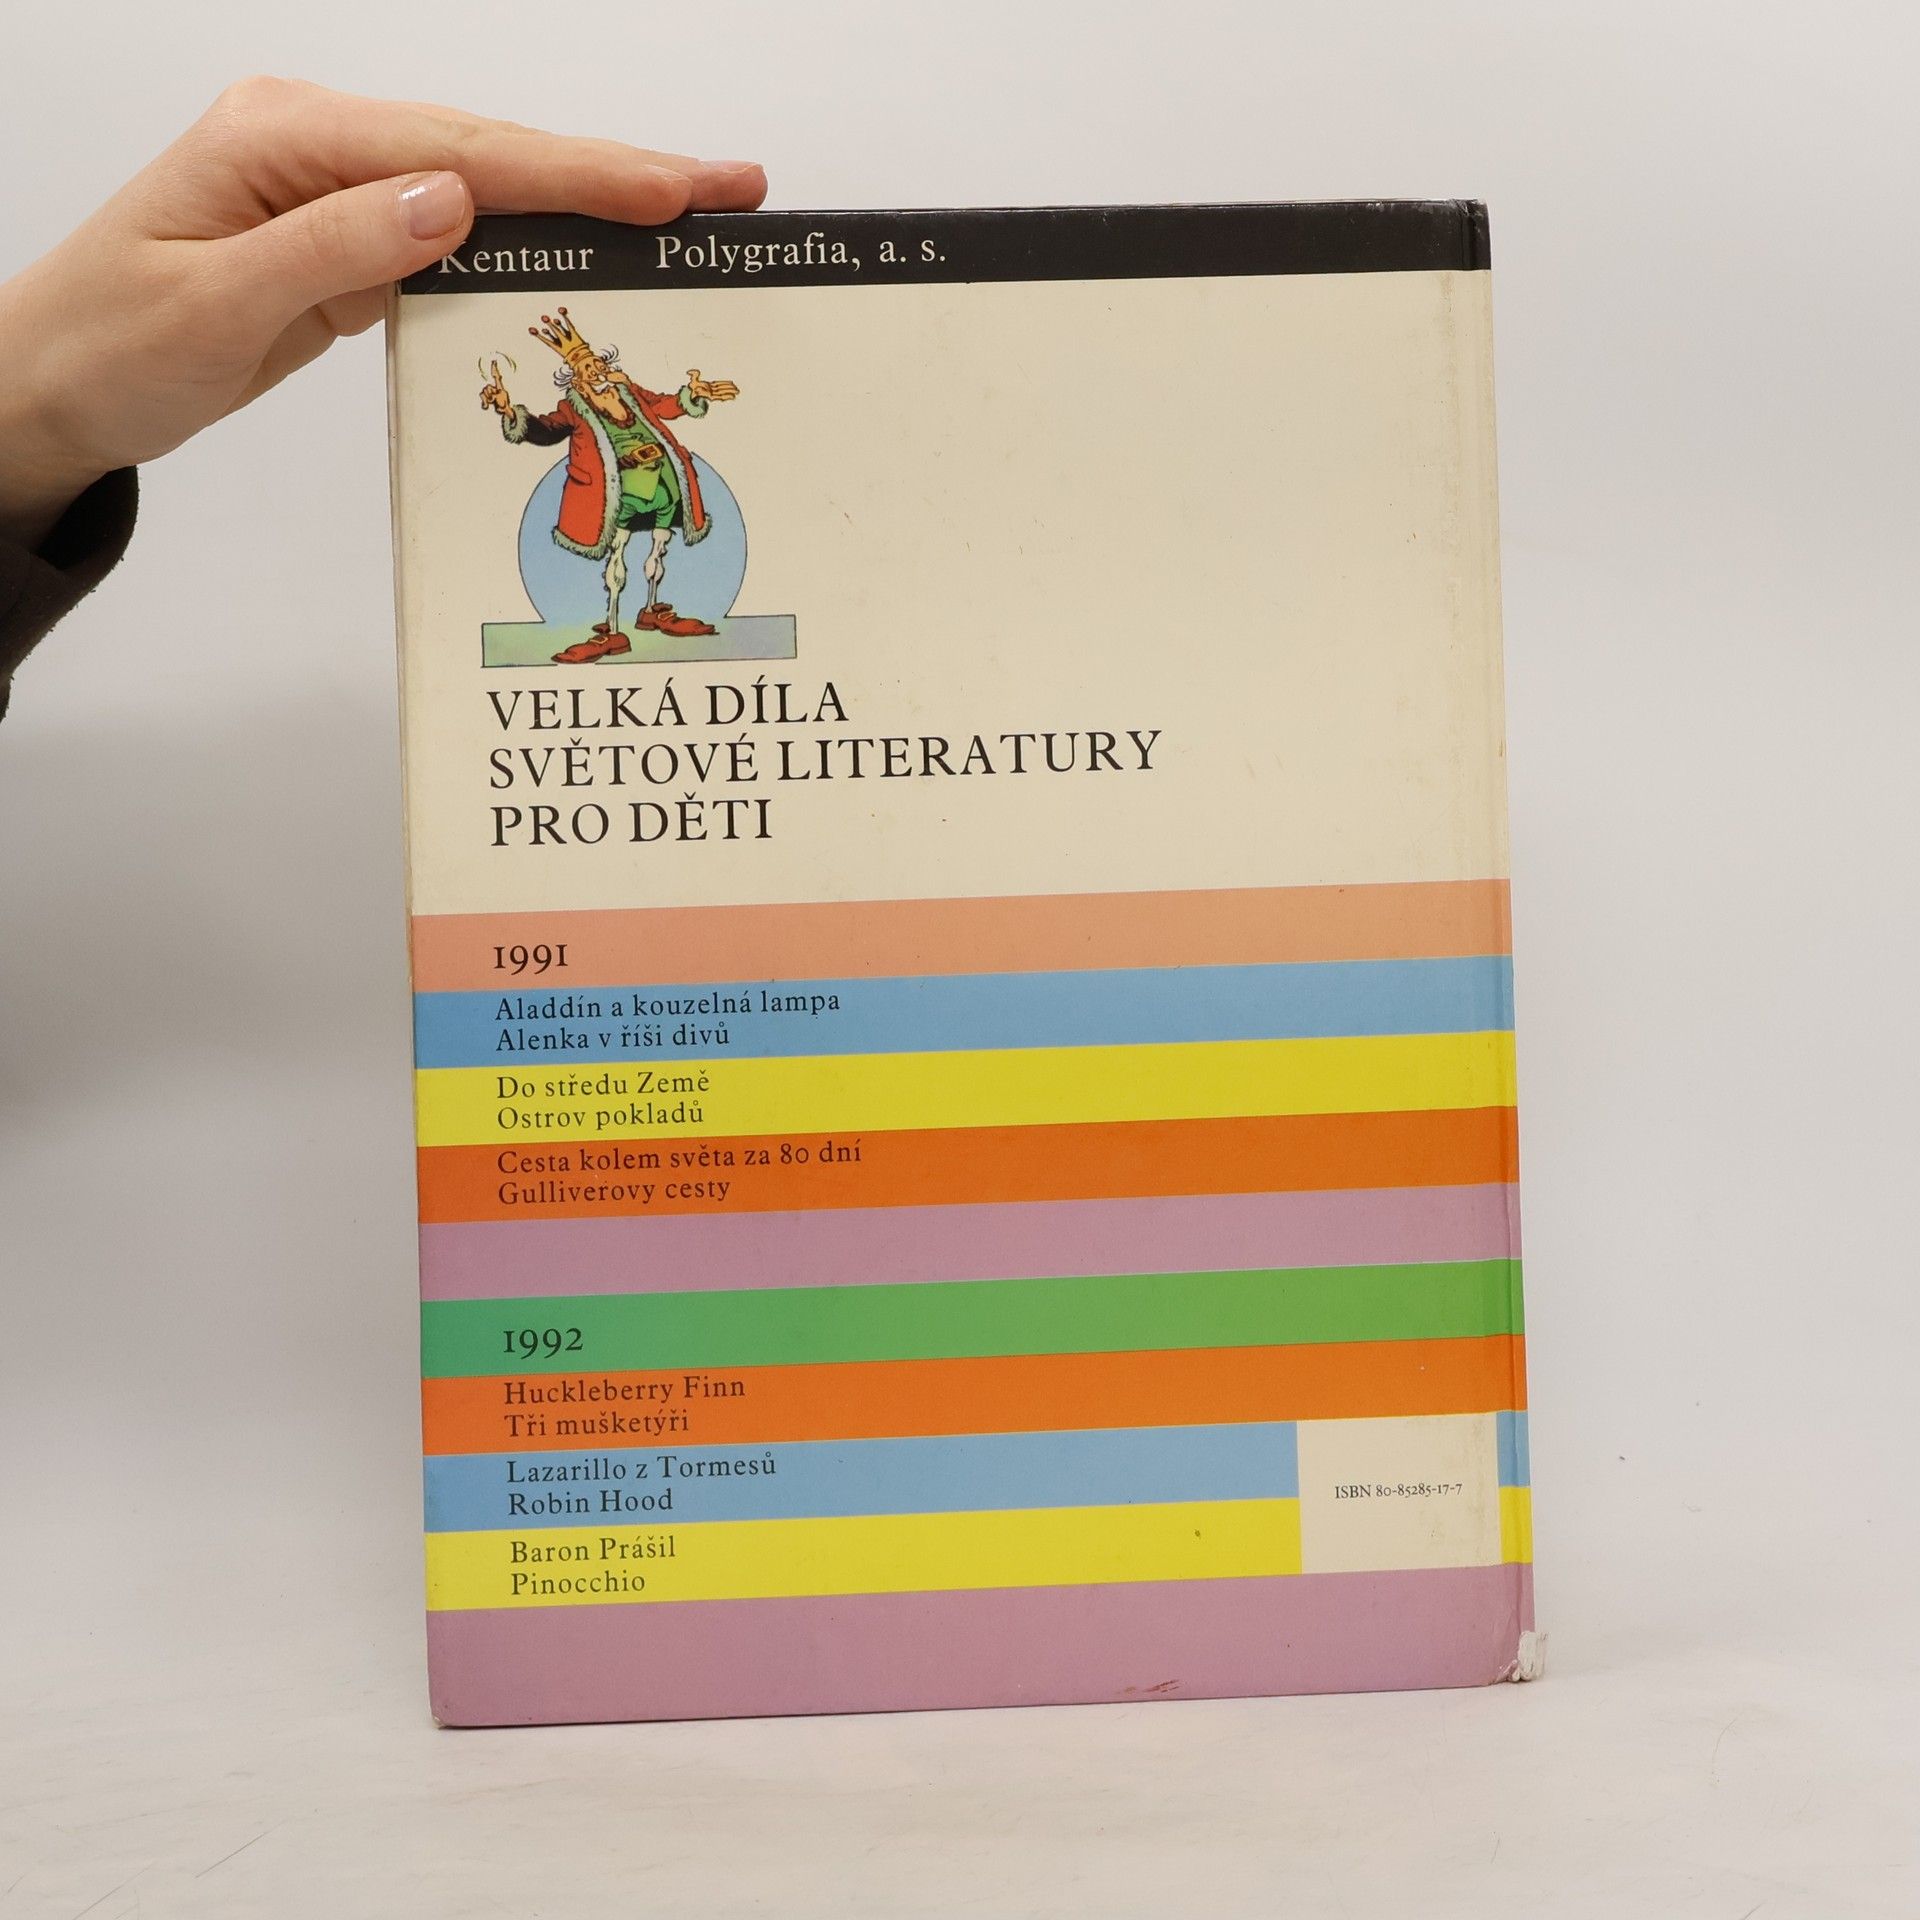 Kentaur Polygrafia, a. s.
VELKÁ DÍLA
SVĚTOVÉ LITERATURY
PRO DĚTI
1991
Aladdín a kouzelná lampa
Alenka v říši divů
Do středu Země
Ostrov pokladů
Cesta kolem světa za 80 dní
Gulliverovy cesty
1992
Huckleberry Finn
Tři mušketýři
Lazarillo z Tormesů
Robin Hood
Baron Prášil
Pinocchio
ISBN 80-85285-17-7